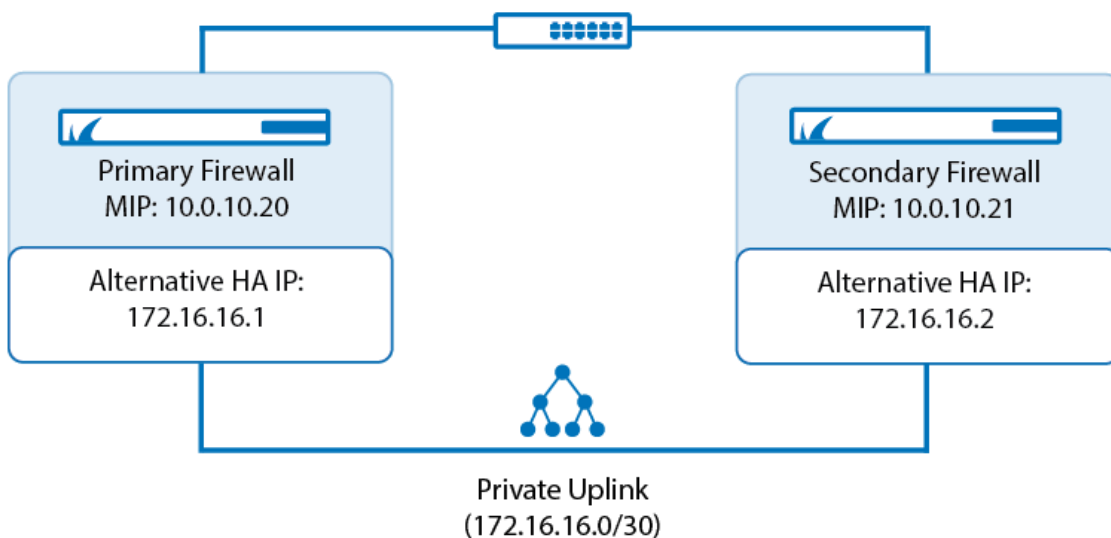 Primary Firewall
MIP: 10.0.10.20
Alternative HA IP:
172.16.16.1
Secondary Firewall
MIP: 10.0.10.21
Alternative HA IP:
172.16.16.2
Private Uplink
(172.16.16.0/30)